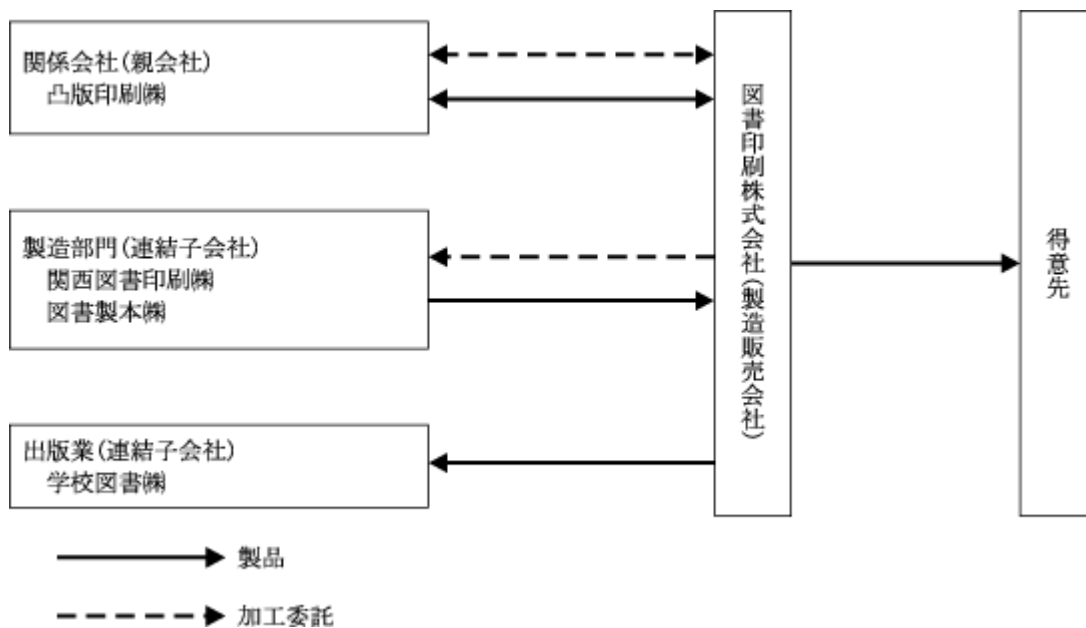 関係会社(親会社)
凸版印刷㈱
製造部門(連結子会社)
関西図書印刷㈱
図書製本㈱
出版業(連結子会社)
学校図書㈱
図書印刷株式会社(製造販売会社)
得意先
製品
加工委託